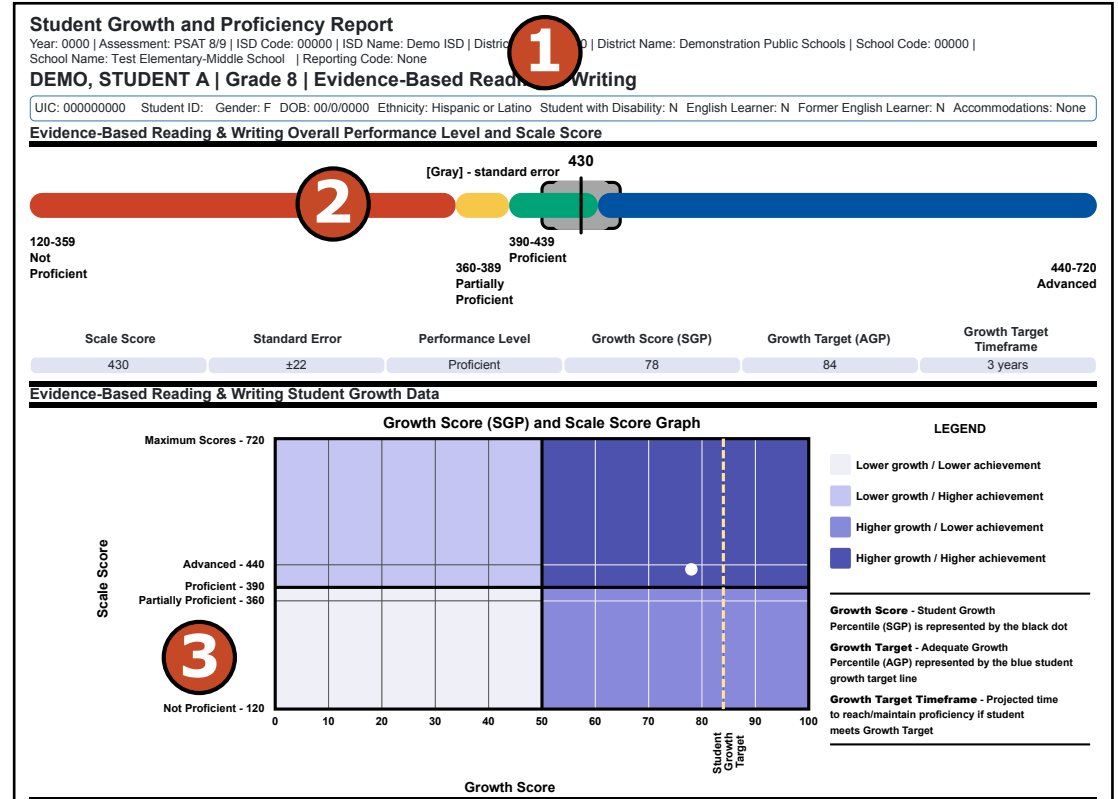 Student Growth and Proficiency Report
Year: 0000 | Assessment: PSAT 8/9 | ISD Code: 00000 | ISD Name: Demo ISD | 0 | District Name: Demonstration Public Schools | School Code: 00000 |
School Name: Test Elementary-Middle School | Reporting Code: None
DEMO, STUDENT A | Grade 8 | Evidence-Based Writing
1
UIC: 000000000 Student ID: Gender: F DOB: 00/0/0000 Ethnicity: Hispanic or Latino Student with Disability: N English Learner: N Former English Learner: N Accommodations: None
Evidence-Based Reading & Writing Overall Performance Level and Scale Score
430
[Gray] - standard error
2
120-359
Not
Proficient
360-389
Partially
Proficient
390-439
Proficient
440-720
Advanced
Scale Score Standard Error Performance Level Growth Score (SGP) Growth Target (AGP) Growth Target
Timeframe
430 ±22 Proficient 78 84 3 years
Evidence-Based Reading & Writing Student Growth Data
Growth Score (SGP) and Scale Score Graph
Maximum Scores - 720
Advanced - 440
Proficient - 390
Partially Proficient - 360
Not Proficient - 120
Scale Score
3
0 10 20 30 40 50 60 70 80 90 100
Student
Growth
Target
Growth Score
LEGEND
Lower growth / Lower achievement
Lower growth / Higher achievement
Higher growth / Lower achievement
Higher growth / Higher achievement
Growth Score - Student Growth
Percentile (SGP) is represented by the black dot
Growth Target - Adequate Growth
Percentile (AGP) represented by the blue student
growth target line
Growth Target Timeframe - Projected time
to reach/maintain proficiency if student
meets Growth Target